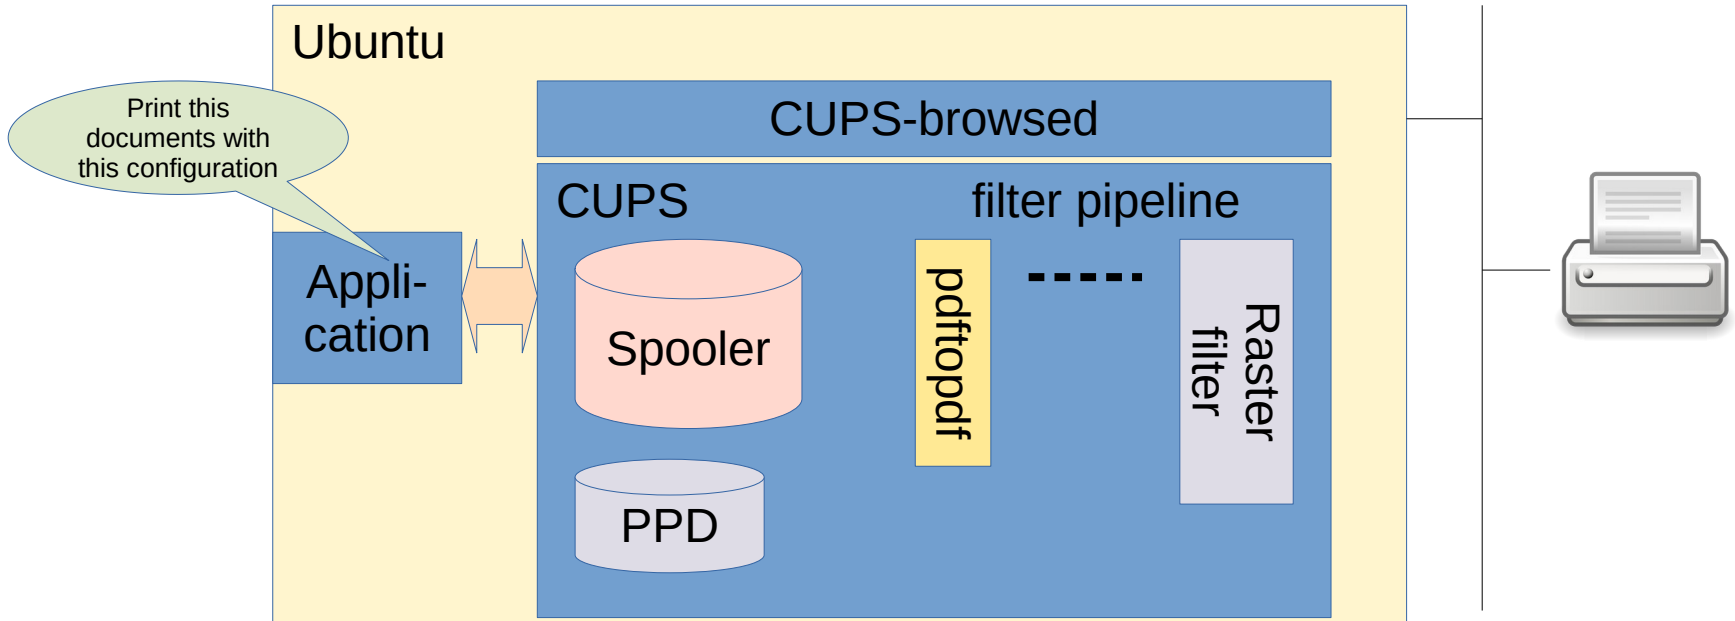 Ubuntu
Print this
documents with
this configuration
CUPS-browsed
CUPS
filter pipeline
Appli-
cation
Spooler
pdftopdf
Raster
filter
PPD